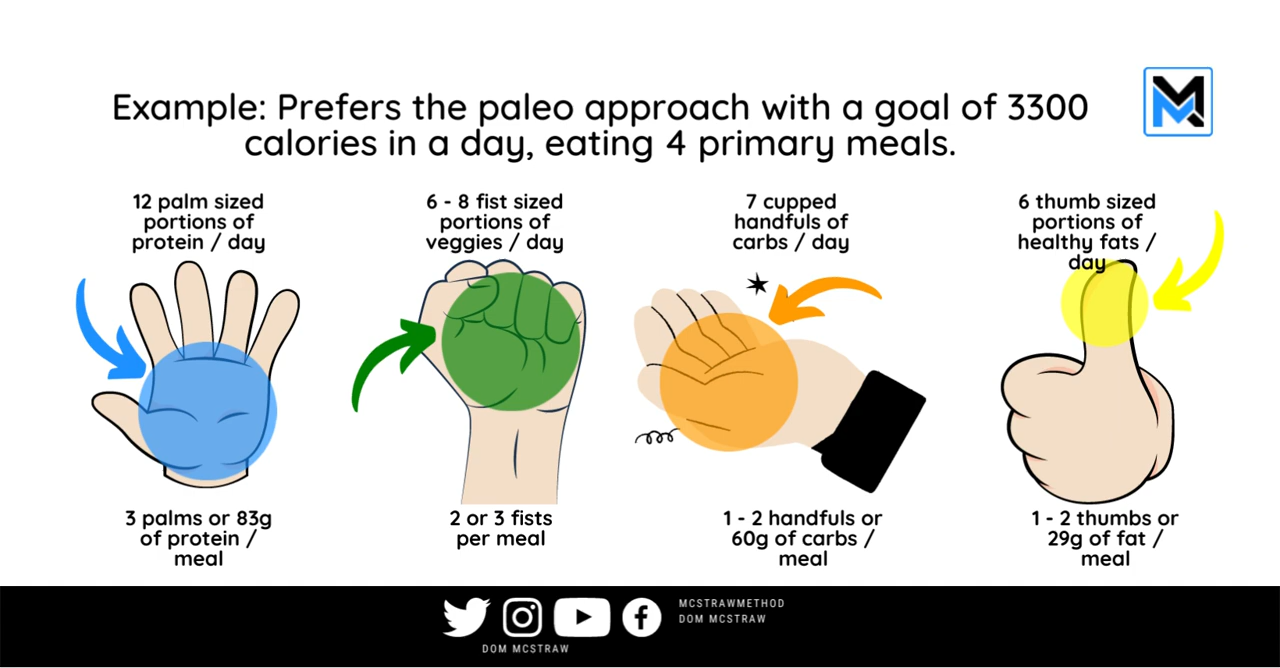 Example: Prefers the paleo approach with a goal of 3300
calories in a day, eating 4 primary meals.
12 palm sized
portions of
protein / day
6 - 8 fist sized
portions of
veggies / day
7 cupped
handfuls of
carbs / day
6 thumb sized
portions of
healthy fats /
day
3 palms or 83g
of protein /
meal
2 or 3 fists
per meal
1 - 2 handfuls or
60g of carbs /
meal
1 - 2 thumbs or
29g of fat /
meal
MCSTRAWMETHOD
DOM MCSTRAW
DOM MCSTRAW